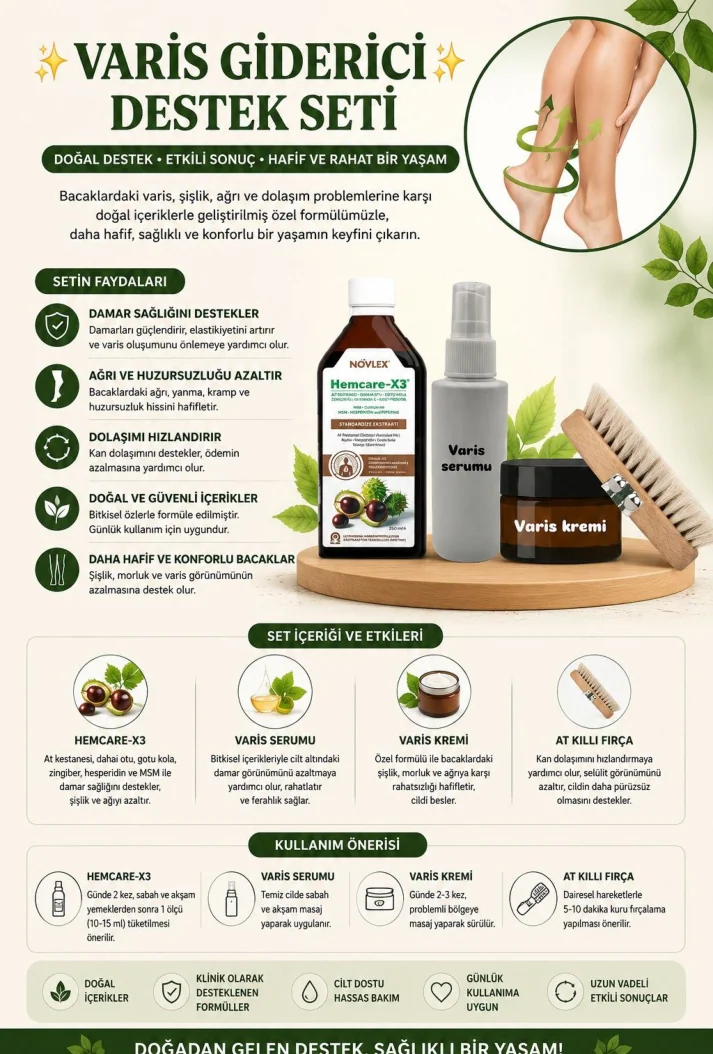 VARİS GİDERİCİ
DESTEK SETİ
DOĞAL DESTEK • ETKİLİ SONUÇ • HAFİF VE RAHAT BİR YAŞAM
Bacaklardaki varis, şişlik, ağrı ve dolaşım problemlerine karşı
doğal içeriklerle geliştirilmiş özel formülümüzle,
daha hafif, sağlıklı ve konforlu bir yaşamın keyfini çıkarın.
SETİN FAYDALARI
DAMAR SAĞLIĞINI DESTEKLER
Damarları güçlendirir, elastikiyetini artırır
ve varis oluşumunu önlemeye yardımcı olur.
AĞRI VE HUZURSUZLUĞU AZALTIR
Bacaklardaki ağrı, yanma, kramp ve
huzursuzluk hissini hafifletir.
DOLAŞIMI HIZLANDIRIR
Kan dolaşımını destekler, ödemin
azalmasına yardımcı olur.
DOĞAL VE GÜVENLİ İÇERİKLER
Bitkisel özlerle formüle edilmiştir.
Günlük kullanım için uygundur.
DAHA HAFİF VE KONFORLU BACAKLAR
Şişlik, morluk ve varis görünümünün
azalmasına destek olur.
NOVLEX
Hemcare-X3
STANDARDIZE EKSTRAKTI
250 ml
Varis
serumu
Varis kremi
SET İÇERİĞİ VE ETKİLERİ
HEMCARE-X3
At kestanesi, dahai otu, gotu kola,
zingiber, hesperidin ve MSM ile
damar sağlığını destekler,
şişlik ve ağıyı azaltır.
VARİS SERUMU
Bitkisel içerikleriyle cilt altındaki
damar görünümünü azaltmaya
yardımcı olur, rahatlatır
ve ferahlık sağlar.
VARİS KREMİ
Özel formülü ile bacaklardaki
şişlik, morluk ve ağrıya karşı
rahatsızlığı hafifletir,
cildi besler.
AT KILLI FIRÇA
Kan dolaşımını hızlandırmaya
yardımcı olur, selülit görünümünü
azaltır, cildin daha pürüzsüz
olmasını destekler.
KULLANIM ÖNERİSİ
HEMCARE-X3
Günde 2 kez, sabah ve akşam
yemeklerden sonra 1 ölçü
(10-15 ml) tüketilmesi
önerilir.
VARİS SERUMU
Temiz cilde sabah
ve akşam masaj
yaparak uygulanır.
VARİS KREMİ
Günde 2-3 kez,
problemli bölgeye
masaj yaparak sürülür.
AT KILLI FIRÇA
Dairesel hareketlerle
5-10 dakika kuru fırçalama
yapılması önerilir.
DOĞAL
İÇERİKLER
KLİNİK OLARAK
DESTEKLENEN
FORMÜLLER
CİLT DOSTU
HASSAS BAKIM
GÜNLÜK
KULLANIMA
UYGUN
UZUN VADELİ
ETKİLİ SONUÇLAR
DOĞADAN GELEN DESTEK, SAĞLIKLI BİR YAŞAM!